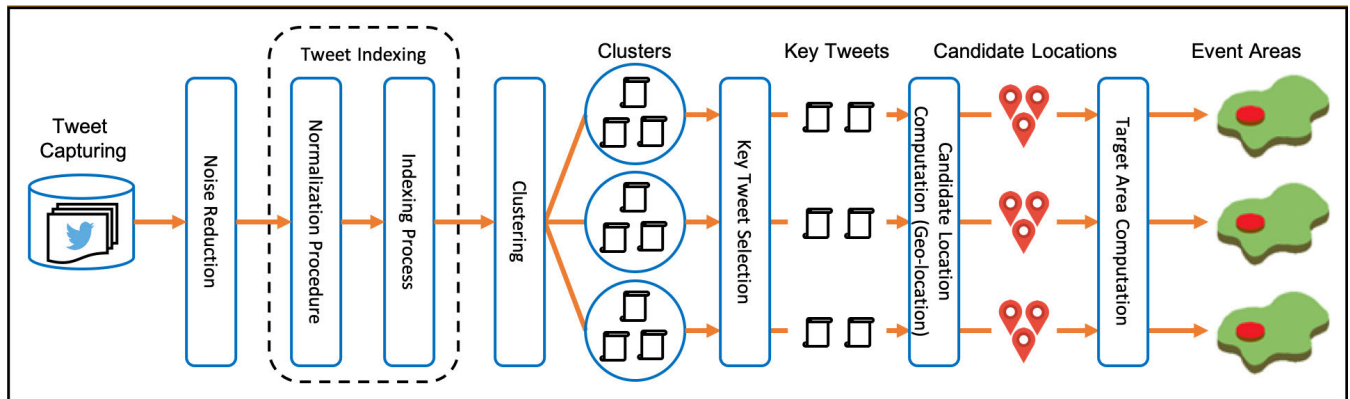 Tweet
Capturing
Noise Reduction
Tweet Indexing
Normalization Procedure
Indexing Process
Clustering
Clusters
Key Tweet Selection
Key Tweets
Candidate Location
Computation (Geo-location)
Candidate Locations
Target Area Computation
Event Areas